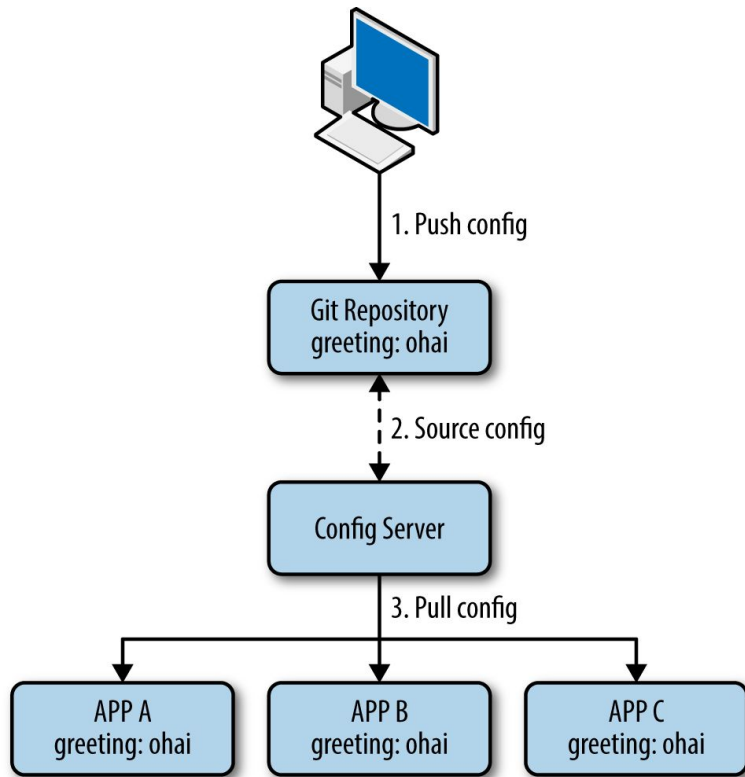 1. Push config
Git Repository
greeting: ohai
2. Source config
Config Server
3. Pull config
APP A
greeting: ohai
APP B
greeting: ohai
APP C
greeting: ohai